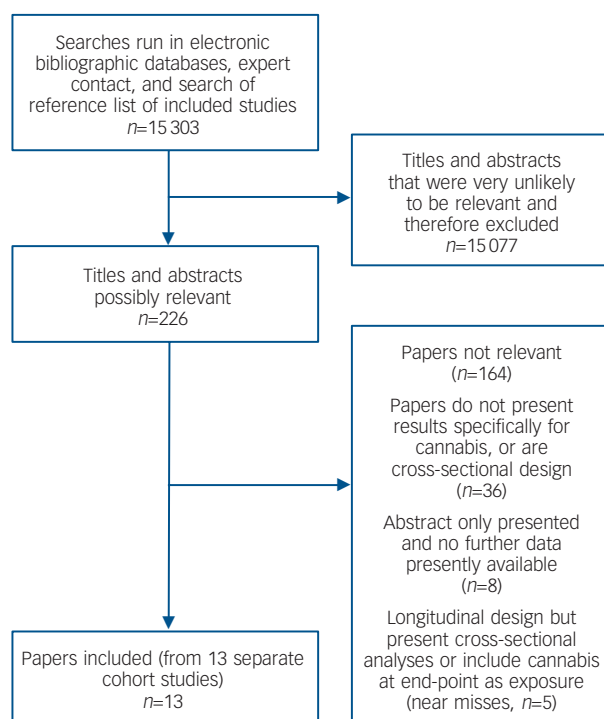 Searches run in electronic
bibliographic databases, expert
contact, and search of
reference list of included studies
n=15 303
Titles and abstracts
that were very unlikely
to be relevant and
therefore excluded
n=15 077
Titles and abstracts
possibly relevant
n=226
Papers not relevant
(n=164)
Papers do not present
results specifically for
cannabis, or are
cross-sectional design
(n=36)
Abstract only presented
and no further data
presently available
(n=8)
Longitudinal design but
present cross-sectional
analyses or include cannabis
at end-point as exposure
(near misses, n=5)
Papers included (from 13 separate
cohort studies)
n=13